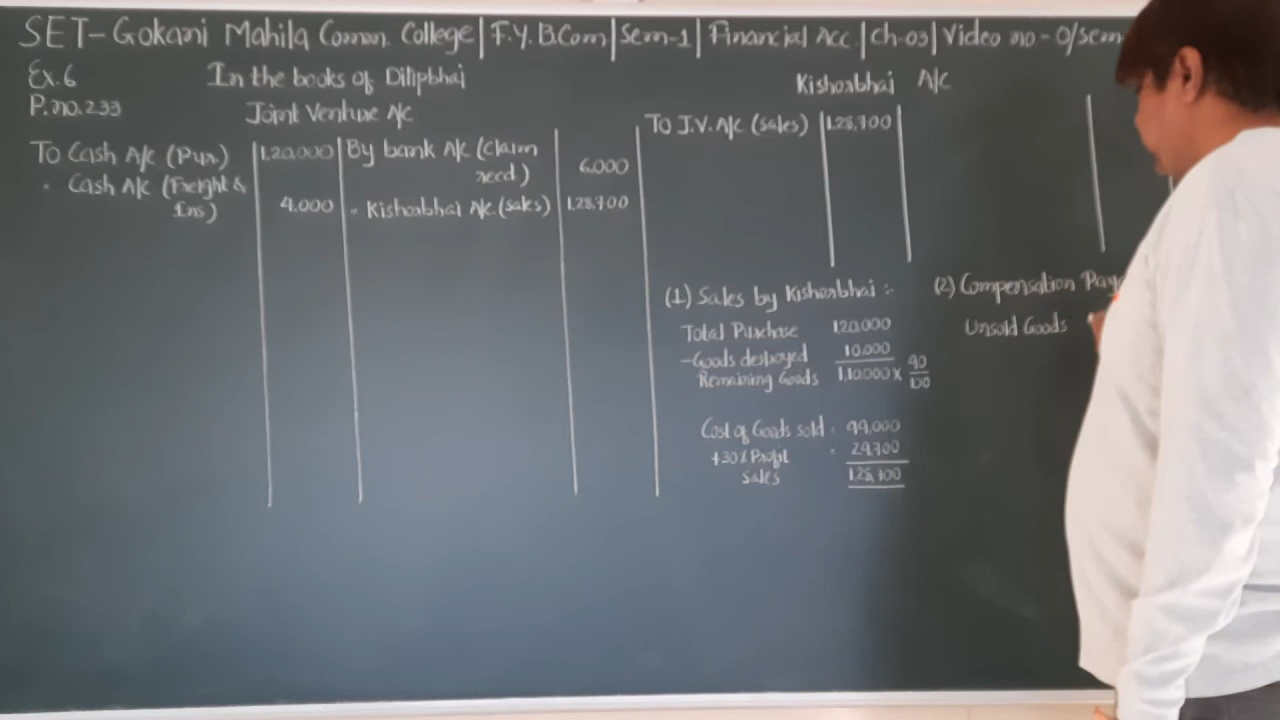 SET-Gokani Mahila Comm. College | F.Y. B.Com | Sem-1 | Financial Acc. | Ch-03 | Video no - 0/Sem-
Ex.6
P.no.233
In the books of Dilipbhai
Joint Venture A/c
To Cash A/c (Pur.) 1,20,000 By bank A/c (Claim recd) 6,000
" Cash A/c (Freight & Ins) 4,000 " Kishorbhai A/c. (sales) 1,28,700
Kishorbhai A/c
To J.V. A/c (sales) 1,28,700
(1) Sales by Kishorbhai :-
Total Purchase 1,20,000
-Goods destroyed 10,000
Remaining Goods 1,10,000 x 90/100
Cost of Goods sold = 99,000
+30% Profit = 29,700
Sales 1,28,700
(2) Compensation
Unsold Goods